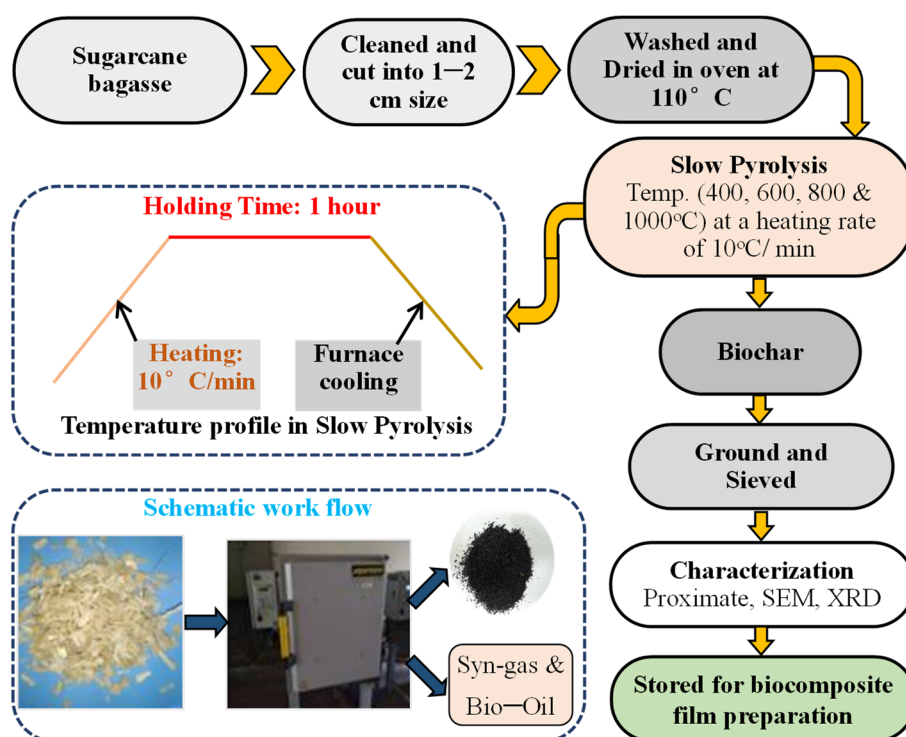 Sugarcane
bagasse
Cleaned and
cut into 1—2
cm size
Washed and
Dried in oven at
110° C
Slow Pyrolysis
Temp. (400, 600, 800 &
1000°C) at a heating rate
of 10°C/ min
Holding Time: 1 hour
Heating:
10° C/min
Furnace
cooling
Temperature profile in Slow Pyrolysis
Biochar
Ground and
Sieved
Schematic work flow
Syn-gas &
Bio—Oil
Characterization
Proximate, SEM, XRD
Stored for biocomposite
film preparation